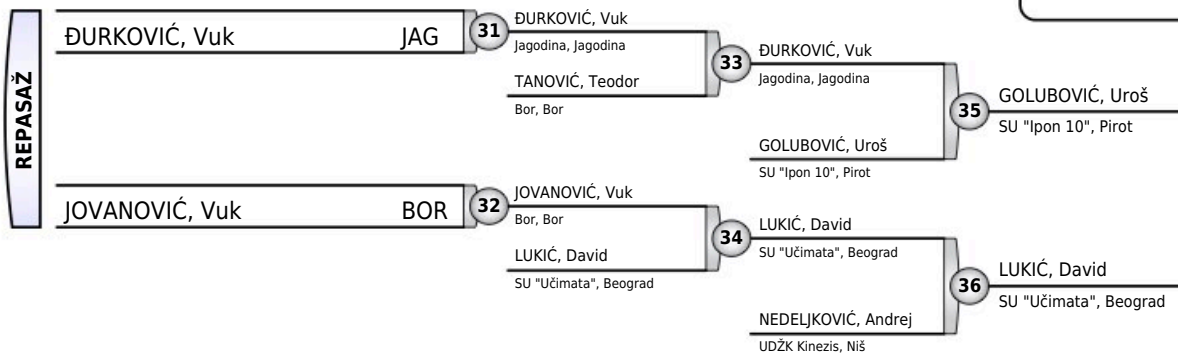 REPASAŽ
ĐURKOVIĆ, Vuk JAG
31
ĐURKOVIĆ, Vuk
Jagodina, Jagodina
TANOVIĆ, Teodor
Bor, Bor
33
ĐURKOVIĆ, Vuk
Jagodina, Jagodina
GOLUBOVIĆ, Uroš
SU "Ipon 10", Pirot
35
GOLUBOVIĆ, Uroš
SU "Ipon 10", Pirot
JOVANOVIĆ, Vuk BOR
32
JOVANOVIĆ, Vuk
Bor, Bor
LUKIĆ, David
SU "Učimata", Beograd
34
LUKIĆ, David
SU "Učimata", Beograd
NEDELJKOVIĆ, Andrej
UDŽK Kinezis, Niš
36
LUKIĆ, David
SU "Učimata", Beograd